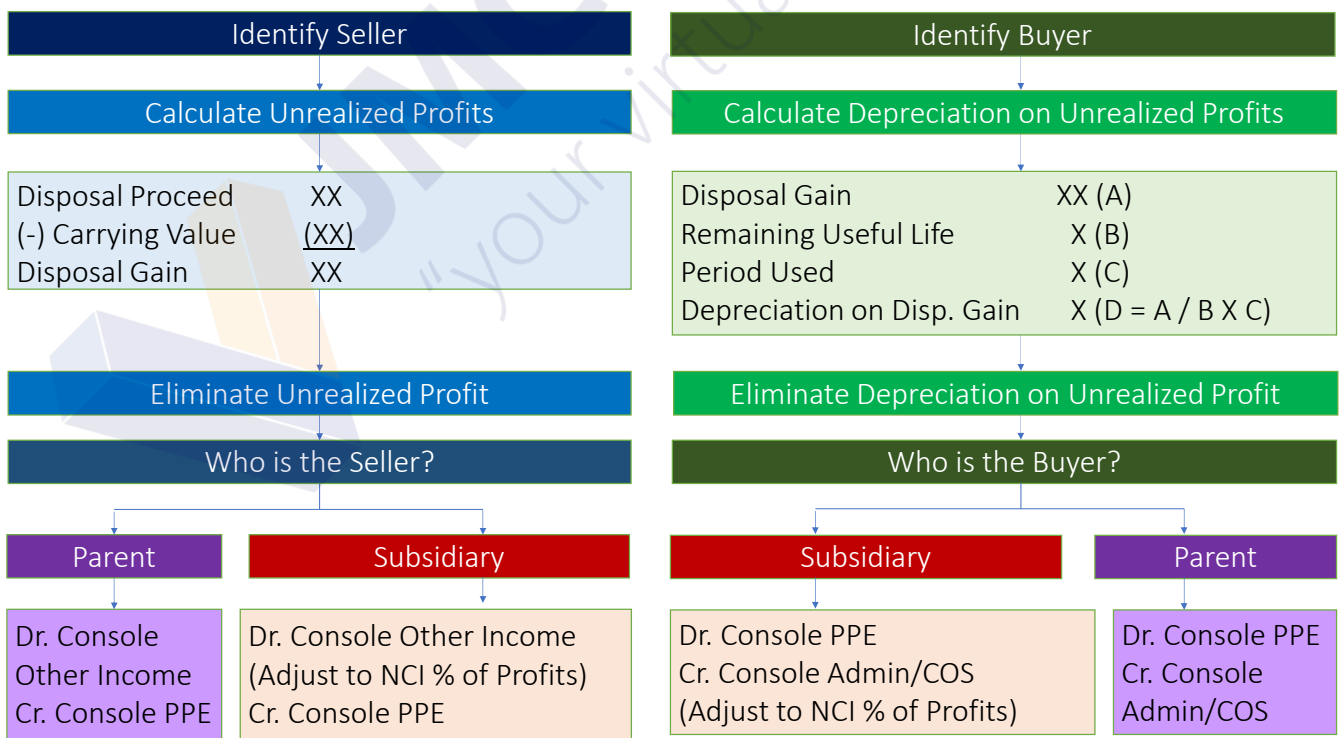 Identify Seller
Calculate Unrealized Profits
Disposal Proceed XX
(-) Carrying Value (XX)
Disposal Gain XX
Eliminate Unrealized Profit
Who is the Seller?
Parent
Subsidiary
Dr. Console
Other Income
Cr. Console PPE
Dr. Console Other Income
(Adjust to NCI % of Profits)
Cr. Console PPE
Identify Buyer
Calculate Depreciation on Unrealized Profits
Disposal Gain XX (A)
Remaining Useful Life X (B)
Period Used X (C)
Depreciation on Disp. Gain X (D = A / B X C)
Eliminate Depreciation on Unrealized Profit
Who is the Buyer?
Subsidiary
Parent
Dr. Console PPE
Cr. Console Admin/COS
(Adjust to NCI % of Profits)
Dr. Console PPE
Cr. Console
Admin/COS
"your